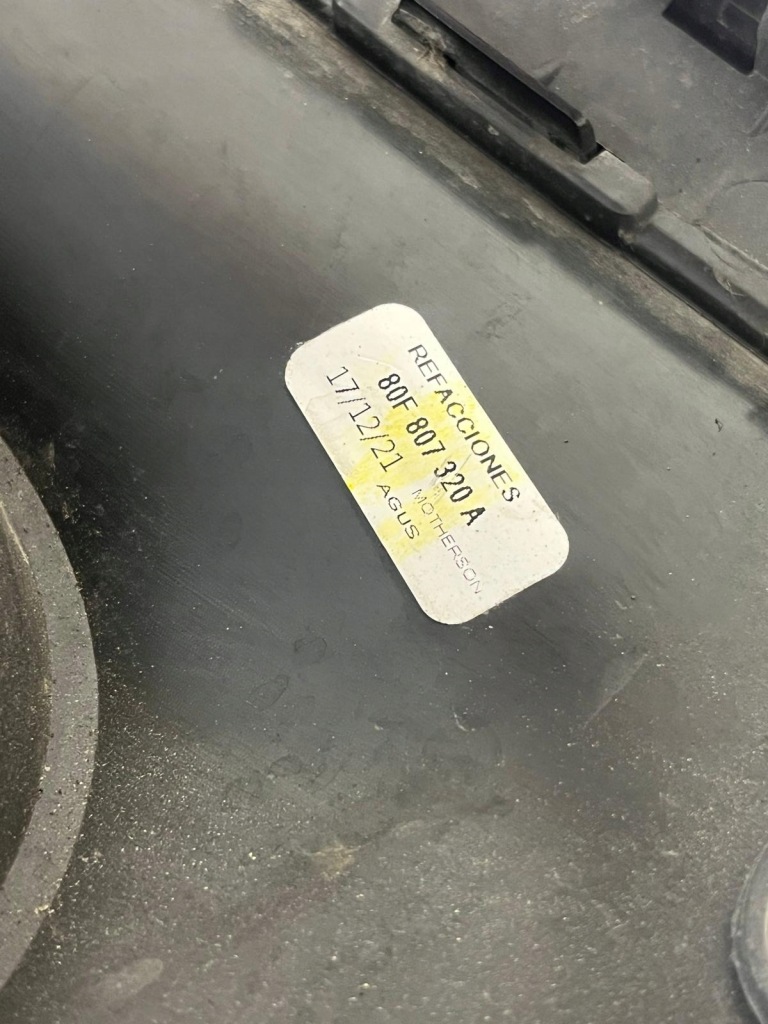 REFACCIONES
80F 807 320 A
MOTHERSON
17/12/21 AGUS